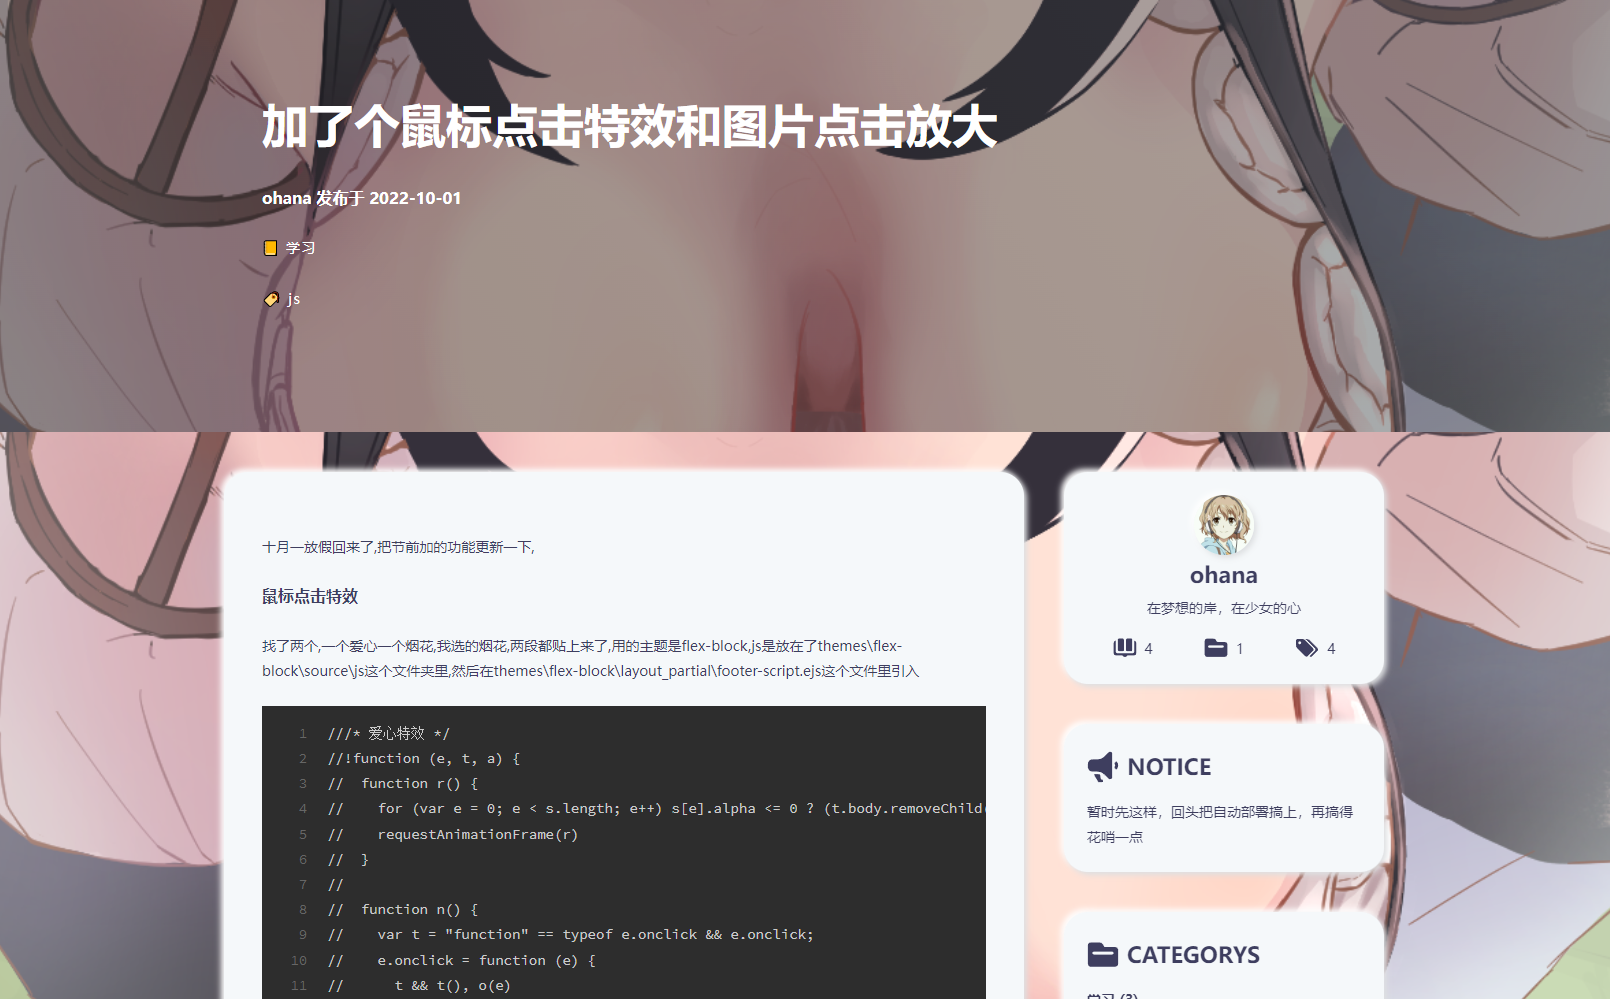 加了个鼠标点击特效和图片点击放大
ohana 发布于 2022-10-01
学习
js
十月一放假回来了,把节前加的功能更新一下,
鼠标点击特效
找了两个,一个爱心一个烟花,我选的烟花,两段都贴上来了,用的主题是flex-block,js是放在了themes\flex-
block\source\js这个文件夹里,然后在themes\flex-block\layout_partial\footer-script.ejs这个文件里引入
1 ///* 爱心特效 */
2 //!function (e, t, a) {
3 //  function r() {
4 //    for (var e = 0; e < s.length; e++) s[e].alpha <= 0 ? (t.body.removeChild(
5 //    requestAnimationFrame(r)
6 //  }
7 //
8 //  function n() {
9 //    var t = "function" == typeof e.onclick && e.onclick;
10 //    e.onclick = function (e) {
11 //      t && t(), o(e)
ohana
在梦想的岸，在少女的心
4 1 4
NOTICE
暂时先这样，回头把自动部署搞上，再搞得
花哨一点
CATEGORYS
学习 (3)